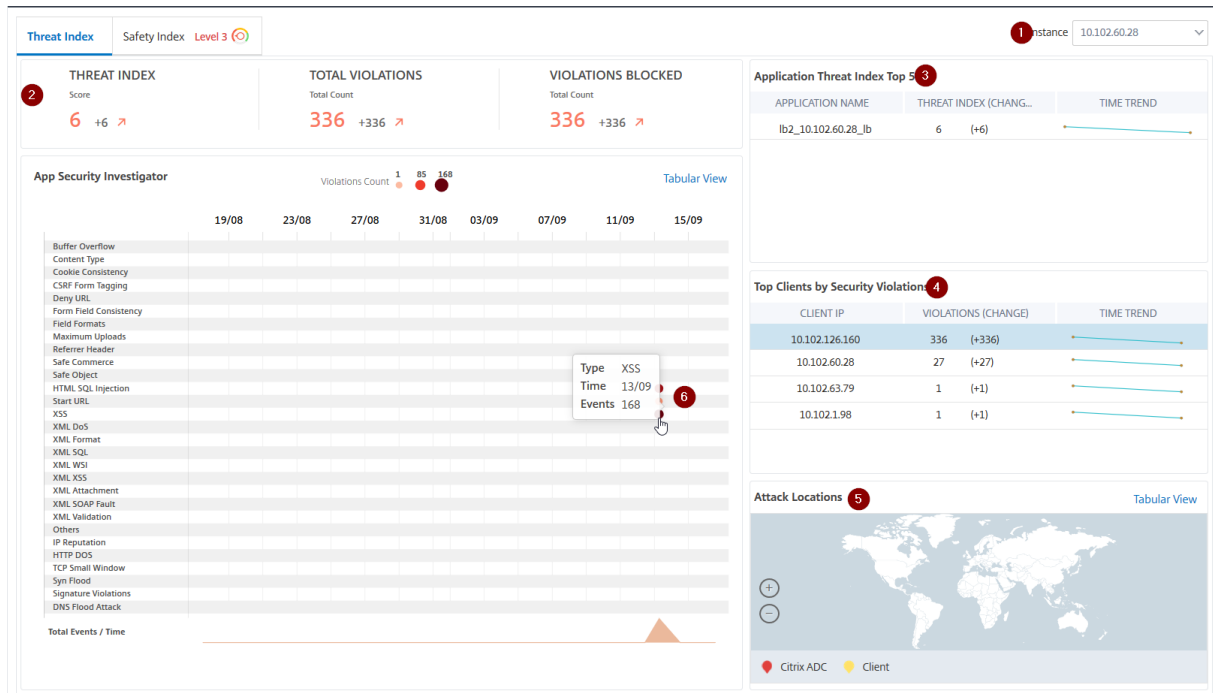 Threat Index
Safety Index Level 3
1 nstance 10.102.60.28
2
THREAT INDEX
Score
6 +6
TOTAL VIOLATIONS
Total Count
336 +336
VIOLATIONS BLOCKED
Total Count
336 +336
App Security Investigator
Violations Count 1 85 168
Tabular View
19/08 23/08 27/08 31/08 03/09 07/09 11/09 15/09
Buffer Overflow
Content Type
Cookie Consistency
CSRF Form Tagging
Deny URL
Form Field Consistency
Field Formats
Maximum Uploads
Referrer Header
Safe Commerce
Safe Object
HTML SQL Injection
Start URL
XSS
XML DoS
XML Format
XML SQL
XML WSI
XML XSS
XML Attachment
XML SOAP Fault
XML Validation
Others
IP Reputation
HTTP DOS
TCP Small Window
Syn Flood
Signature Violations
DNS Flood Attack
Total Events / Time
Type XSS
Time 13/09
Events 168
6
Application Threat Index Top 5 3
APPLICATION NAME THREAT INDEX (CHANG... TIME TREND
lb2_10.102.60.28_lb 6 (+6)
Top Clients by Security Violations 4
CLIENT IP VIOLATIONS (CHANGE) TIME TREND
10.102.126.160 336 (+336)
10.102.60.28 27 (+27)
10.102.63.79 1 (+1)
10.102.1.98 1 (+1)
Attack Locations 5
Tabular View
+
−
Citrix ADC Client